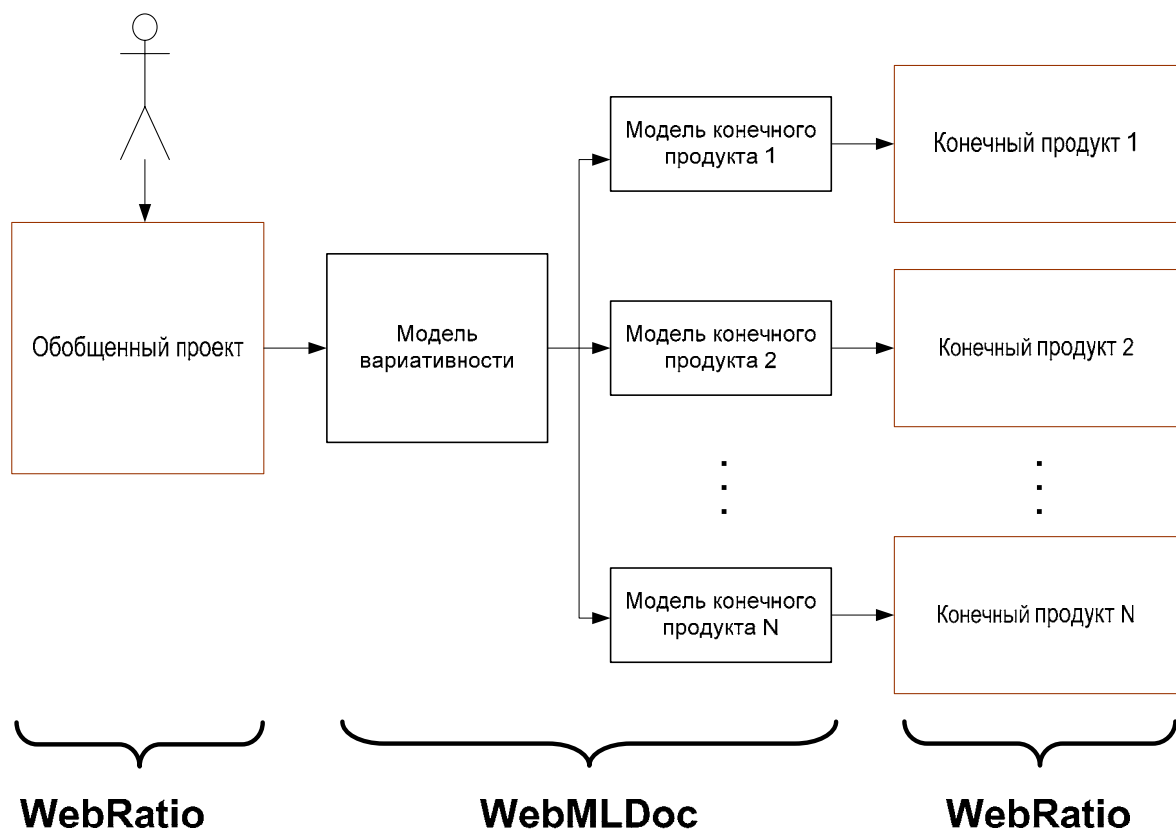 Обобщенный проект
Модель
вариативности
Модель конечного
продукта 1
Конечный продукт 1
Модель конечного
продукта 2
Конечный продукт 2
Модель конечного
продукта N
Конечный продукт N
WebRatio
WebMLDoc
WebRatio